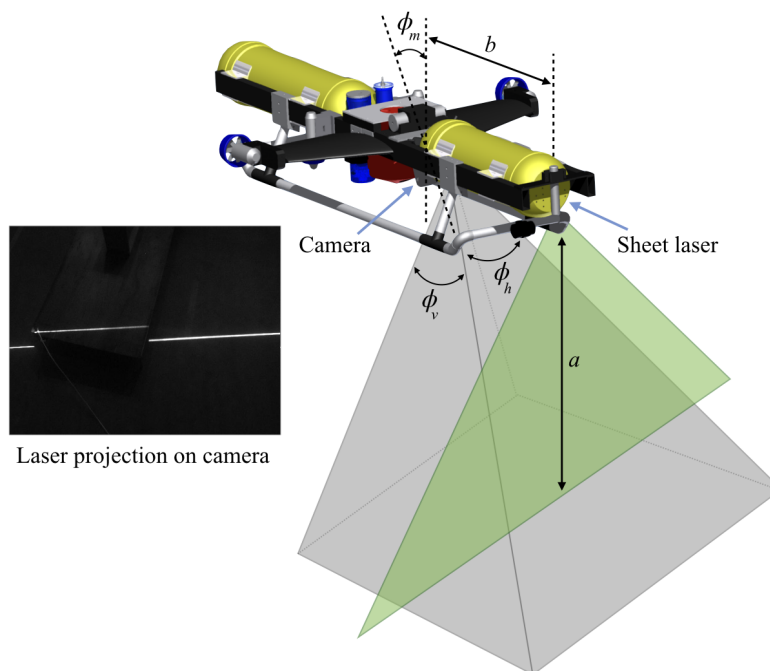 ϕm
b
Camera
Sheet laser
ϕv
ϕh
a
Laser projection on camera